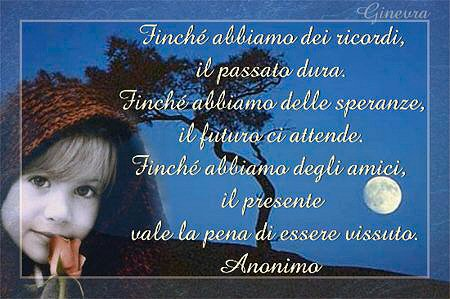 Ginevra
Finché abbiamo dei ricordi,
il passato dura.
Finché abbiamo delle speranze,
il futuro ci attende.
Finché abbiamo degli amici,
il presente
vale la pena di essere vissuto.
Anonimo